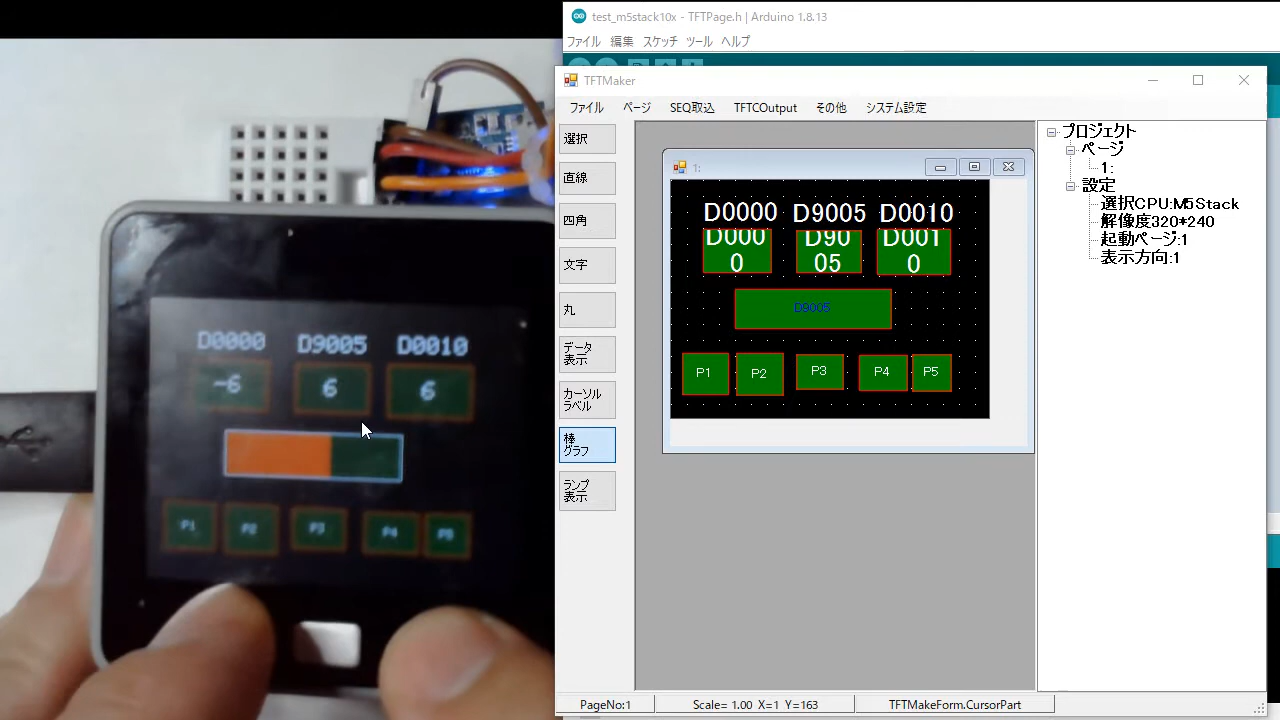 test_m5stack10x - TFTPage.h | Arduino 1.8.13
ファイル 編集 スケッチ ツール ヘルプ
TFTMaker
ファイル ページ SEQ取込 TFTCOutput その他 システム設定
選択
直線
四角
文字
丸
データ
表示
カーソル
ラベル
棒
グラフ
ランプ
表示
1:
D0000 D9005 D0010
D000
0
D90
05
D001
0
D9005
P1 P2 P3 P4 P5
プロジェクト
ページ
1:
設定
選択CPU:M5Stack
解像度320*240
起動ページ:1
表示方向:1
PageNo:1 Scale= 1.00 X=1 Y=163 TFTMakeForm.CursorPart
D0000 D9005 D0010
-6 6 6
P1 P2 P3 P4 P5